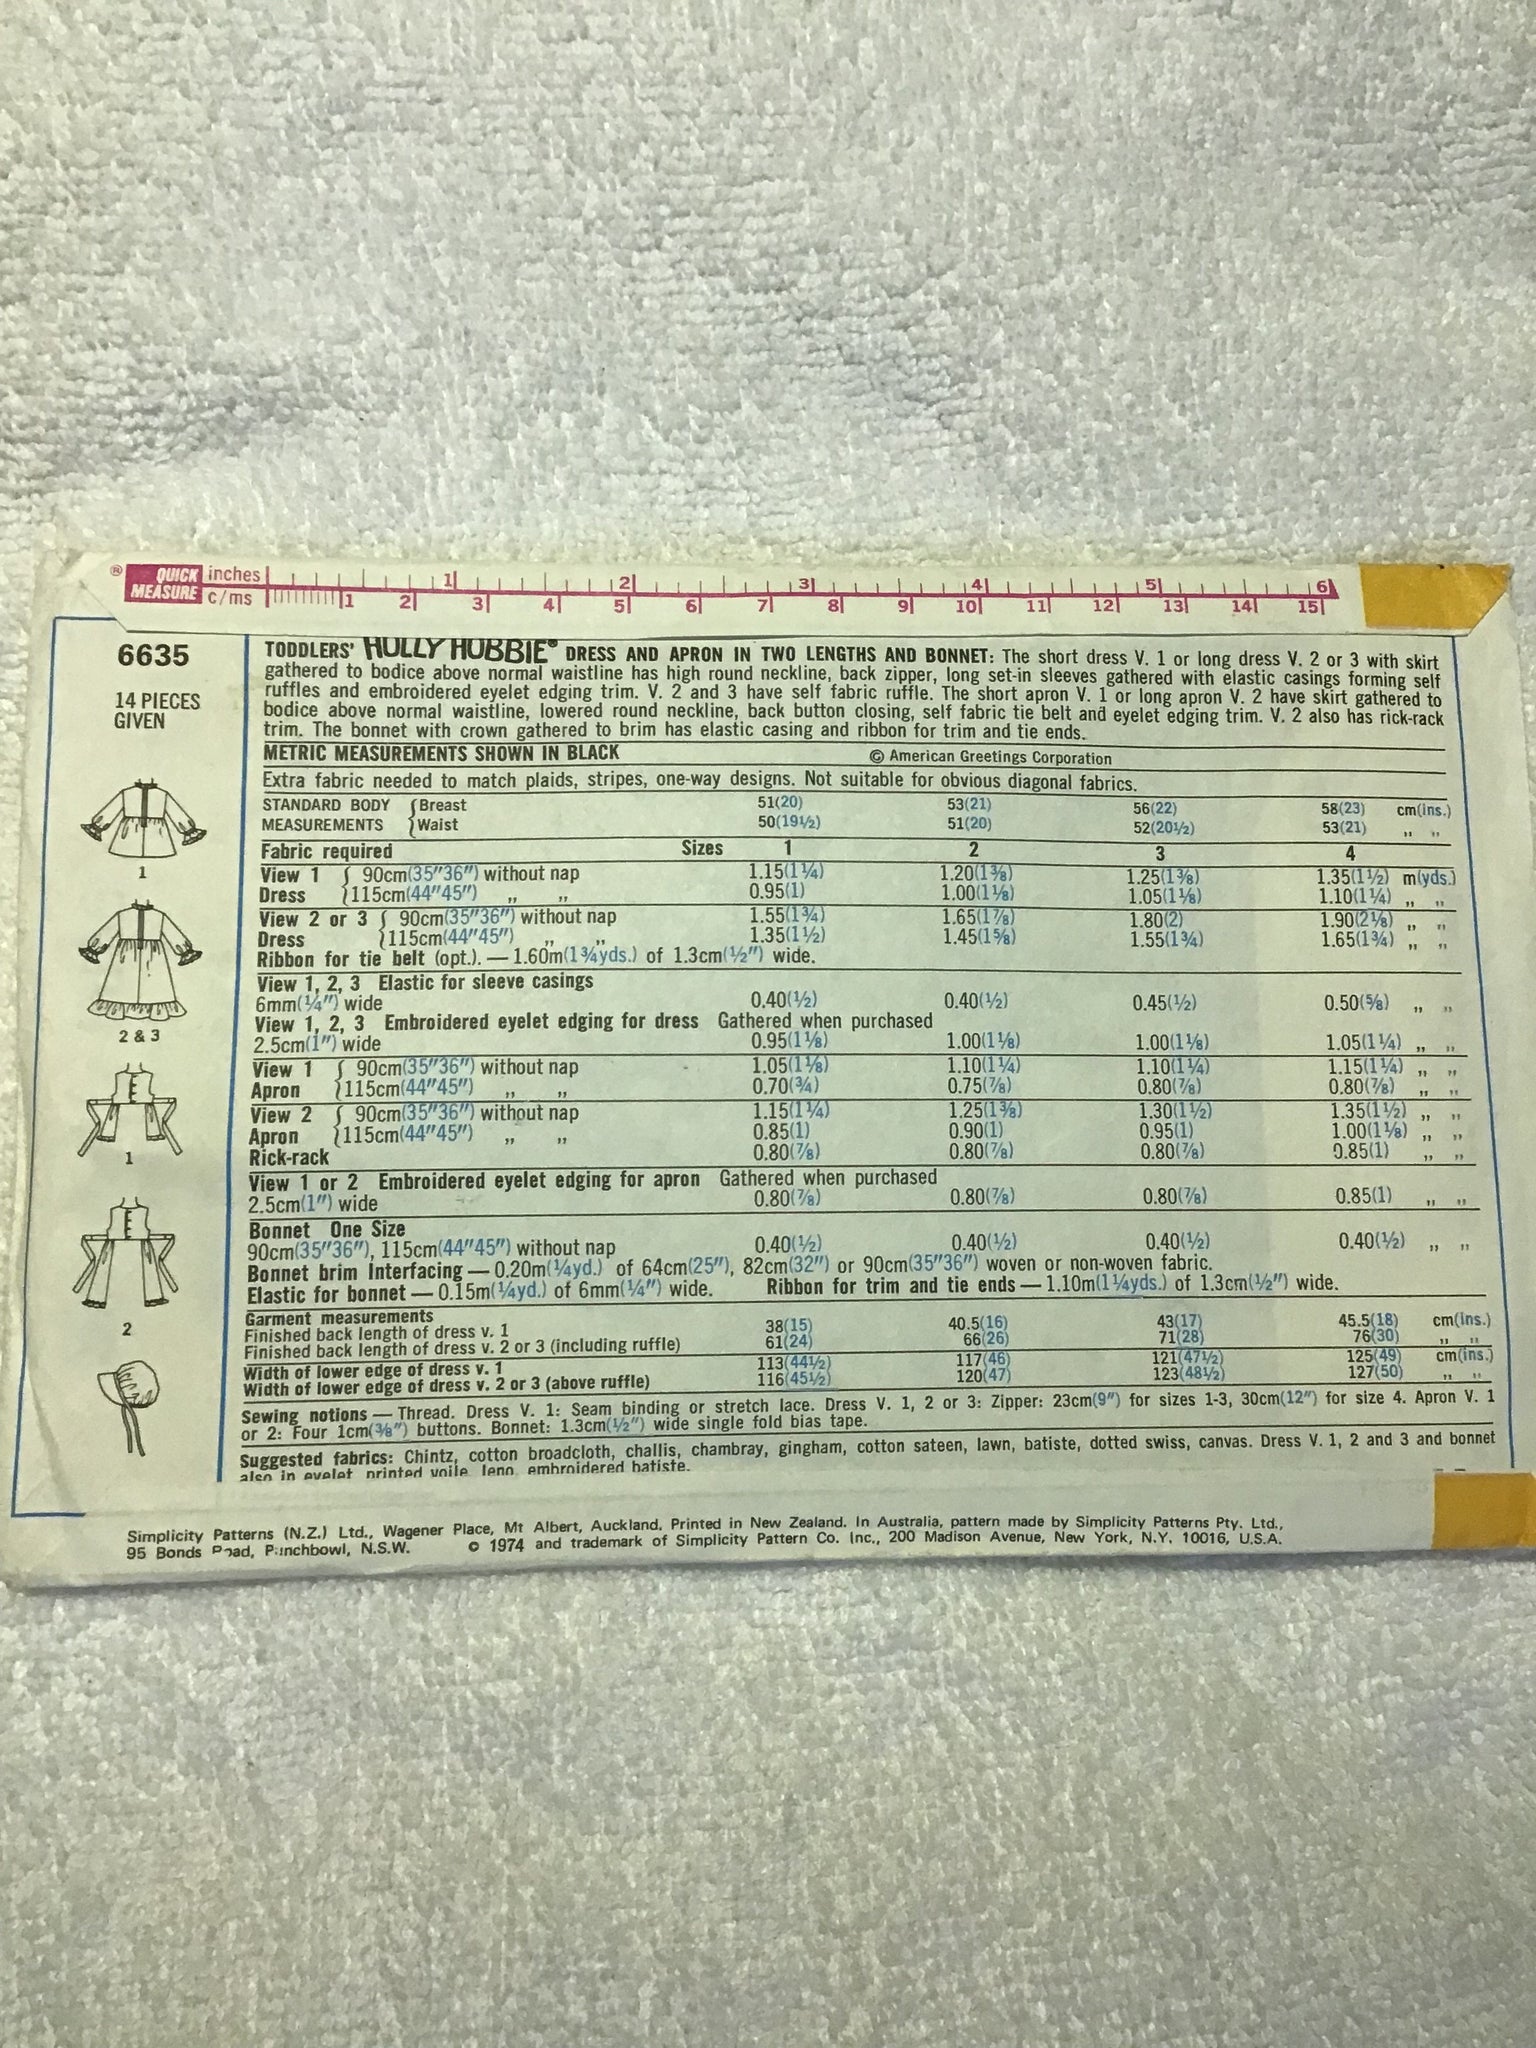 ® QUICK MEASURE inches 1 2 3 4 5 6
c/ms 1 2 3 4 5 6 7 8 9 10 11 12 13 14 15
6635
14 PIECES
GIVEN
1
2 & 3
1
2
TODDLERS' HOLLY HOBBIE® DRESS AND APRON IN TWO LENGTHS AND BONNET: The short dress V. 1 or long dress V. 2 or 3 with skirt
gathered to bodice above normal waistline has high round neckline, back zipper, long set-in sleeves gathered with elastic casings forming self
ruffles and embroidered eyelet edging trim. V. 2 and 3 have self fabric ruffle. The short apron V. 1 or long apron V. 2 have skirt gathered to
bodice above normal waistline, lowered round neckline, back button closing, self fabric tie belt and eyelet edging trim. V. 2 also has rick-rack
trim. The bonnet with crown gathered to brim has elastic casing and ribbon for trim and tie ends.
METRIC MEASUREMENTS SHOWN IN BLACK © American Greetings Corporation
Extra fabric needed to match plaids, stripes, one-way designs. Not suitable for obvious diagonal fabrics.
STANDARD BODY Breast 51(20) 53(21) 56(22) 58(23) cm(ins.)
MEASUREMENTS Waist 50(19½) 51(20) 52(20½) 53(21) ,, ,,
Fabric required Sizes 1 2 3 4
View 1 90cm(35″36″) without nap 1.15(1¼) 1.20(1⅜) 1.25(1⅜) 1.35(1½) m(yds.)
Dress 115cm(44″45″) ,, ,, 0.95(1) 1.00(1⅛) 1.05(1⅛) 1.10(1¼) ,, ,,
View 2 or 3 90cm(35″36″) without nap 1.55(1¾) 1.65(1⅞) 1.80(2) 1.90(2⅛) ,, ,,
Dress 115cm(44″45″) ,, ,, 1.35(1½) 1.45(1⅝) 1.55(1¾) 1.65(1¾) ,, ,,
Ribbon for tie belt (opt.). — 1.60m(1¾yds.) of 1.3cm(½″) wide.
View 1, 2, 3 Elastic for sleeve casings
6mm(¼″) wide 0.40(½) 0.40(½) 0.45(½) 0.50(⅝) ,, ,,
View 1, 2, 3 Embroidered eyelet edging for dress Gathered when purchased
2.5cm(1″) wide 0.95(1⅛) 1.00(1⅛) 1.00(1⅛) 1.05(1¼) ,, ,,
View 1 90cm(35″36″) without nap 1.05(1⅛) 1.10(1¼) 1.10(1¼) 1.15(1¼) ,, ,,
Apron 115cm(44″45″) ,, ,, 0.70(¾) 0.75(⅞) 0.80(⅞) 0.80(⅞) ,, ,,
View 2 90cm(35″36″) without nap 1.15(1¼) 1.25(1⅜) 1.30(1½) 1.35(1½) ,, ,,
Apron 115cm(44″45″) ,, ,, 0.85(1) 0.90(1) 0.95(1) 1.00(1⅛) ,, ,,
Rick-rack 0.80(⅞) 0.80(⅞) 0.80(⅞) 0.85(1) ,, ,,
View 1 or 2 Embroidered eyelet edging for apron Gathered when purchased
2.5cm(1″) wide 0.80(⅞) 0.80(⅞) 0.80(⅞) 0.85(1) ,, ,,
Bonnet One Size
90cm(35″36″), 115cm(44″45″) without nap 0.40(½) 0.40(½) 0.40(½) 0.40(½) ,, ,,
Bonnet brim Interfacing — 0.20m(¼yd.) of 64cm(25″), 82cm(32″) or 90cm(35″36″) woven or non-woven fabric.
Elastic for bonnet — 0.15m(¼yd.) of 6mm(¼″) wide. Ribbon for trim and tie ends — 1.10m(1¼yds.) of 1.3cm(½″) wide.
Garment measurements
Finished back length of dress v. 1 38(15) 40.5(16) 43(17) 45.5(18) cm(ins.)
Finished back length of dress v. 2 or 3 (including ruffle) 61(24) 66(26) 71(28) 76(30) ,, ,,
Width of lower edge of dress v. 1 113(44½) 117(46) 121(47½) 125(49) cm(ins.)
Width of lower edge of dress v. 2 or 3 (above ruffle) 116(45½) 120(47) 123(48½) 127(50) ,, ,,
Sewing notions — Thread. Dress V. 1: Seam binding or stretch lace. Dress V. 1, 2 or 3: Zipper: 23cm(9″) for sizes 1-3, 30cm(12″) for size 4. Apron V. 1
or 2: Four 1cm(⅜″) buttons. Bonnet: 1.3cm(½″) wide single fold bias tape.
Suggested fabrics: Chintz, cotton broadcloth, challis, chambray, gingham, cotton sateen, lawn, batiste, dotted swiss, canvas. Dress V. 1, 2 and 3 and bonnet
also in eyelet, printed voile, leno, embroidered batiste.
Simplicity Patterns (N.Z.) Ltd., Wagener Place, Mt Albert, Auckland. Printed in New Zealand. In Australia, pattern made by Simplicity Patterns Pty. Ltd.,
95 Bonds Road, Punchbowl, N.S.W. © 1974 and trademark of Simplicity Pattern Co. Inc., 200 Madison Avenue, New York, N.Y. 10016, U.S.A.